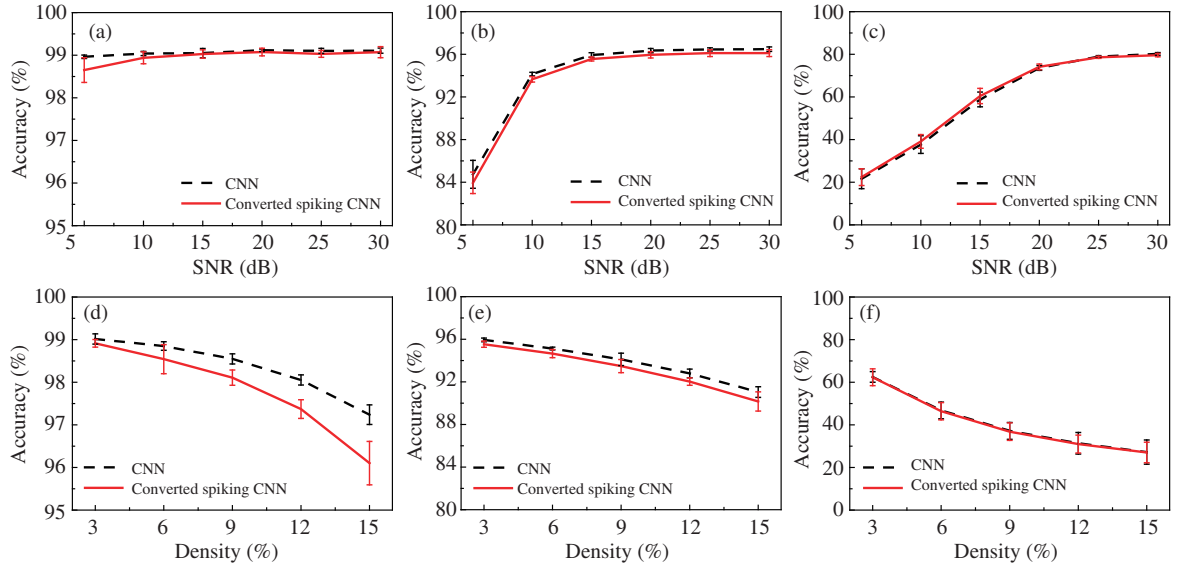 (a)
Accuracy (%)
100
99
98
97
96
95
CNN
Converted spiking CNN
5 10 15 20 25 30
SNR (dB)
(b)
Accuracy (%)
100
96
92
88
84
80
CNN
Converted spiking CNN
5 10 15 20 25 30
SNR (dB)
(c)
Accuracy (%)
100
80
60
40
20
0
CNN
Converted spiking CNN
5 10 15 20 25 30
SNR (dB)
(d)
Accuracy (%)
100
99
98
97
96
95
CNN
Converted spiking CNN
3 6 9 12 15
Density (%)
(e)
Accuracy (%)
100
96
92
88
84
80
CNN
Converted spiking CNN
3 6 9 12 15
Density (%)
(f)
Accuracy (%)
100
80
60
40
20
0
CNN
Converted spiking CNN
3 6 9 12 15
Density (%)